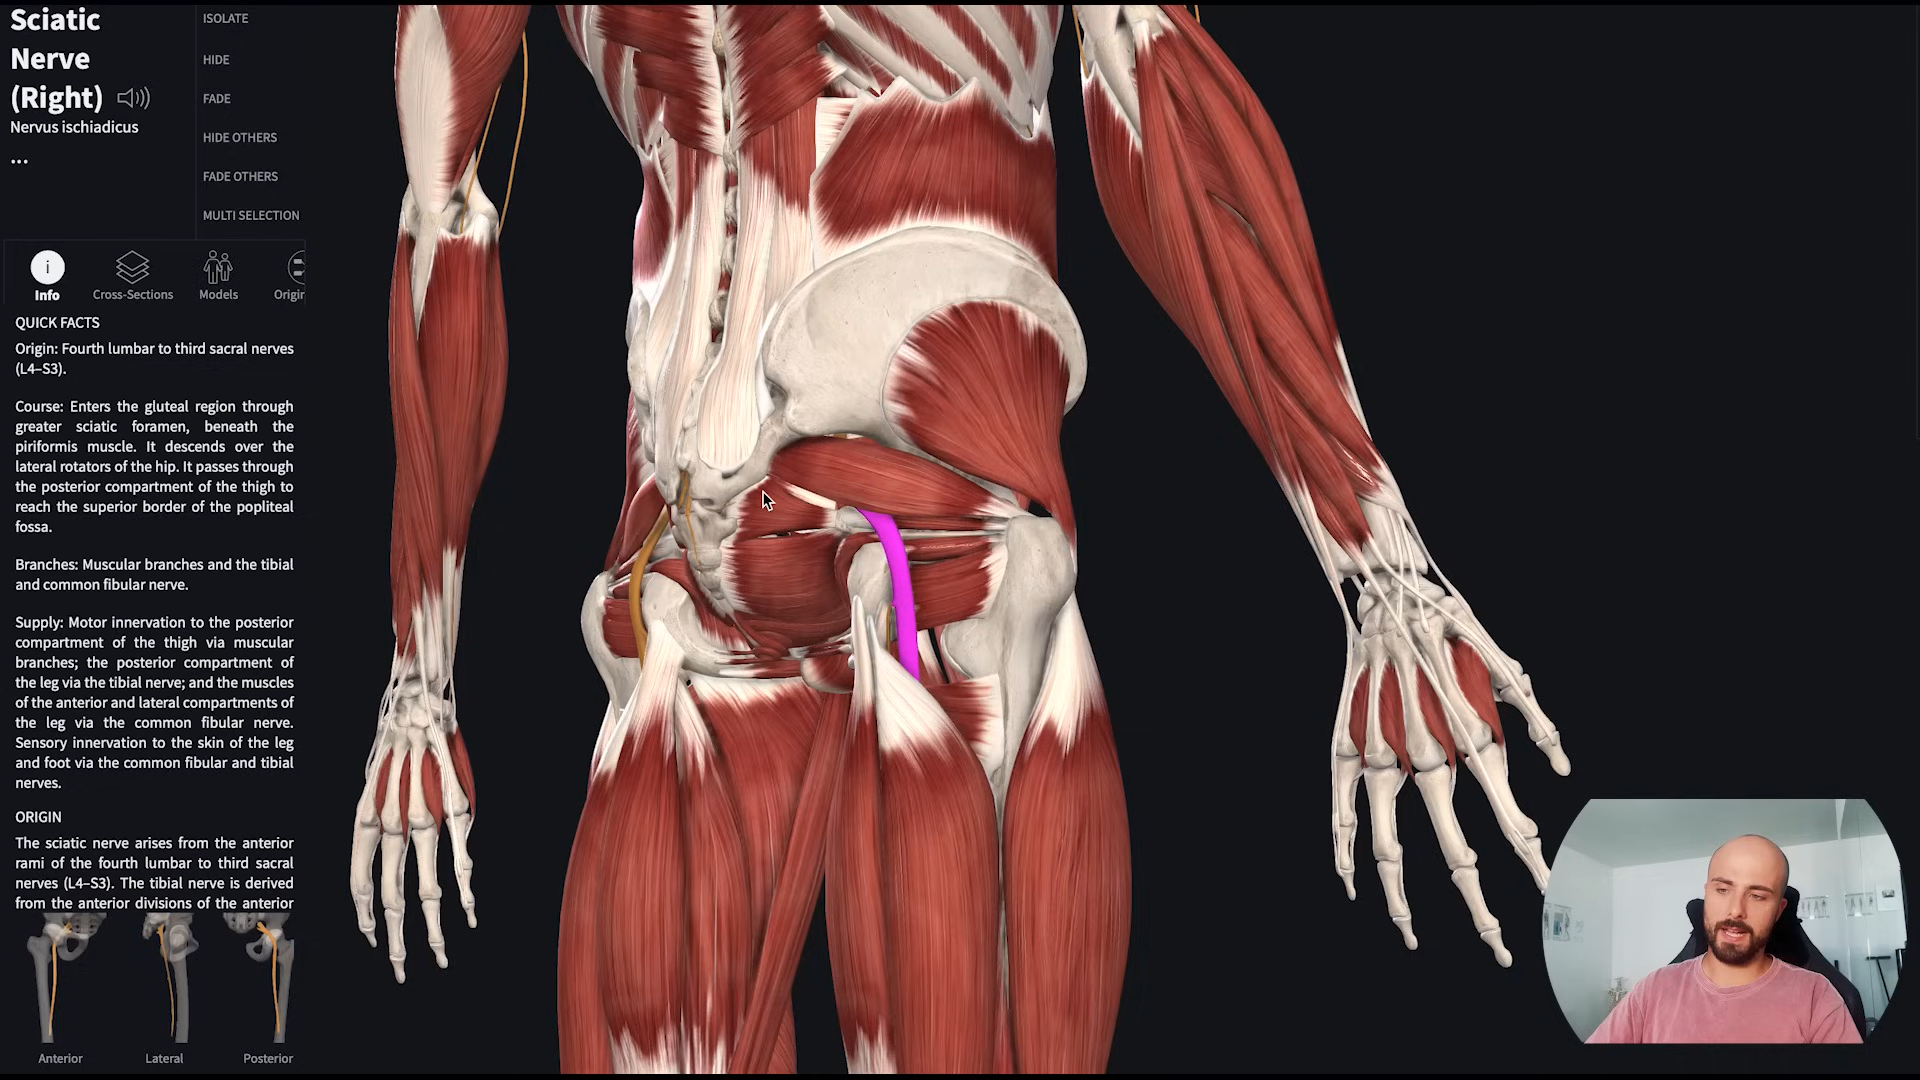 Sciatic
Nerve
(Right)
Nervus ischiadicus
...
ISOLATE
HIDE
FADE
HIDE OTHERS
FADE OTHERS
MULTI SELECTION
i
Info
Cross-Sections
Models
Origin
QUICK FACTS
Origin: Fourth lumbar to third sacral nerves
(L4–S3).
Course: Enters the gluteal region through
greater sciatic foramen, beneath the
piriformis muscle. It descends over the
lateral rotators of the hip. It passes through
the posterior compartment of the thigh to
reach the superior border of the popliteal
fossa.
Branches: Muscular branches and the tibial
and common fibular nerve.
Supply: Motor innervation to the posterior
compartment of the thigh via muscular
branches; the posterior compartment of
the leg via the tibial nerve; and the muscles
of the anterior and lateral compartments of
the leg via the common fibular nerve.
Sensory innervation to the skin of the leg
and foot via the common fibular and tibial
nerves.
ORIGIN
The sciatic nerve arises from the anterior
rami of the fourth lumbar to third sacral
nerves (L4–S3). The tibial nerve is derived
from the anterior divisions of the anterior
Anterior
Lateral
Posterior